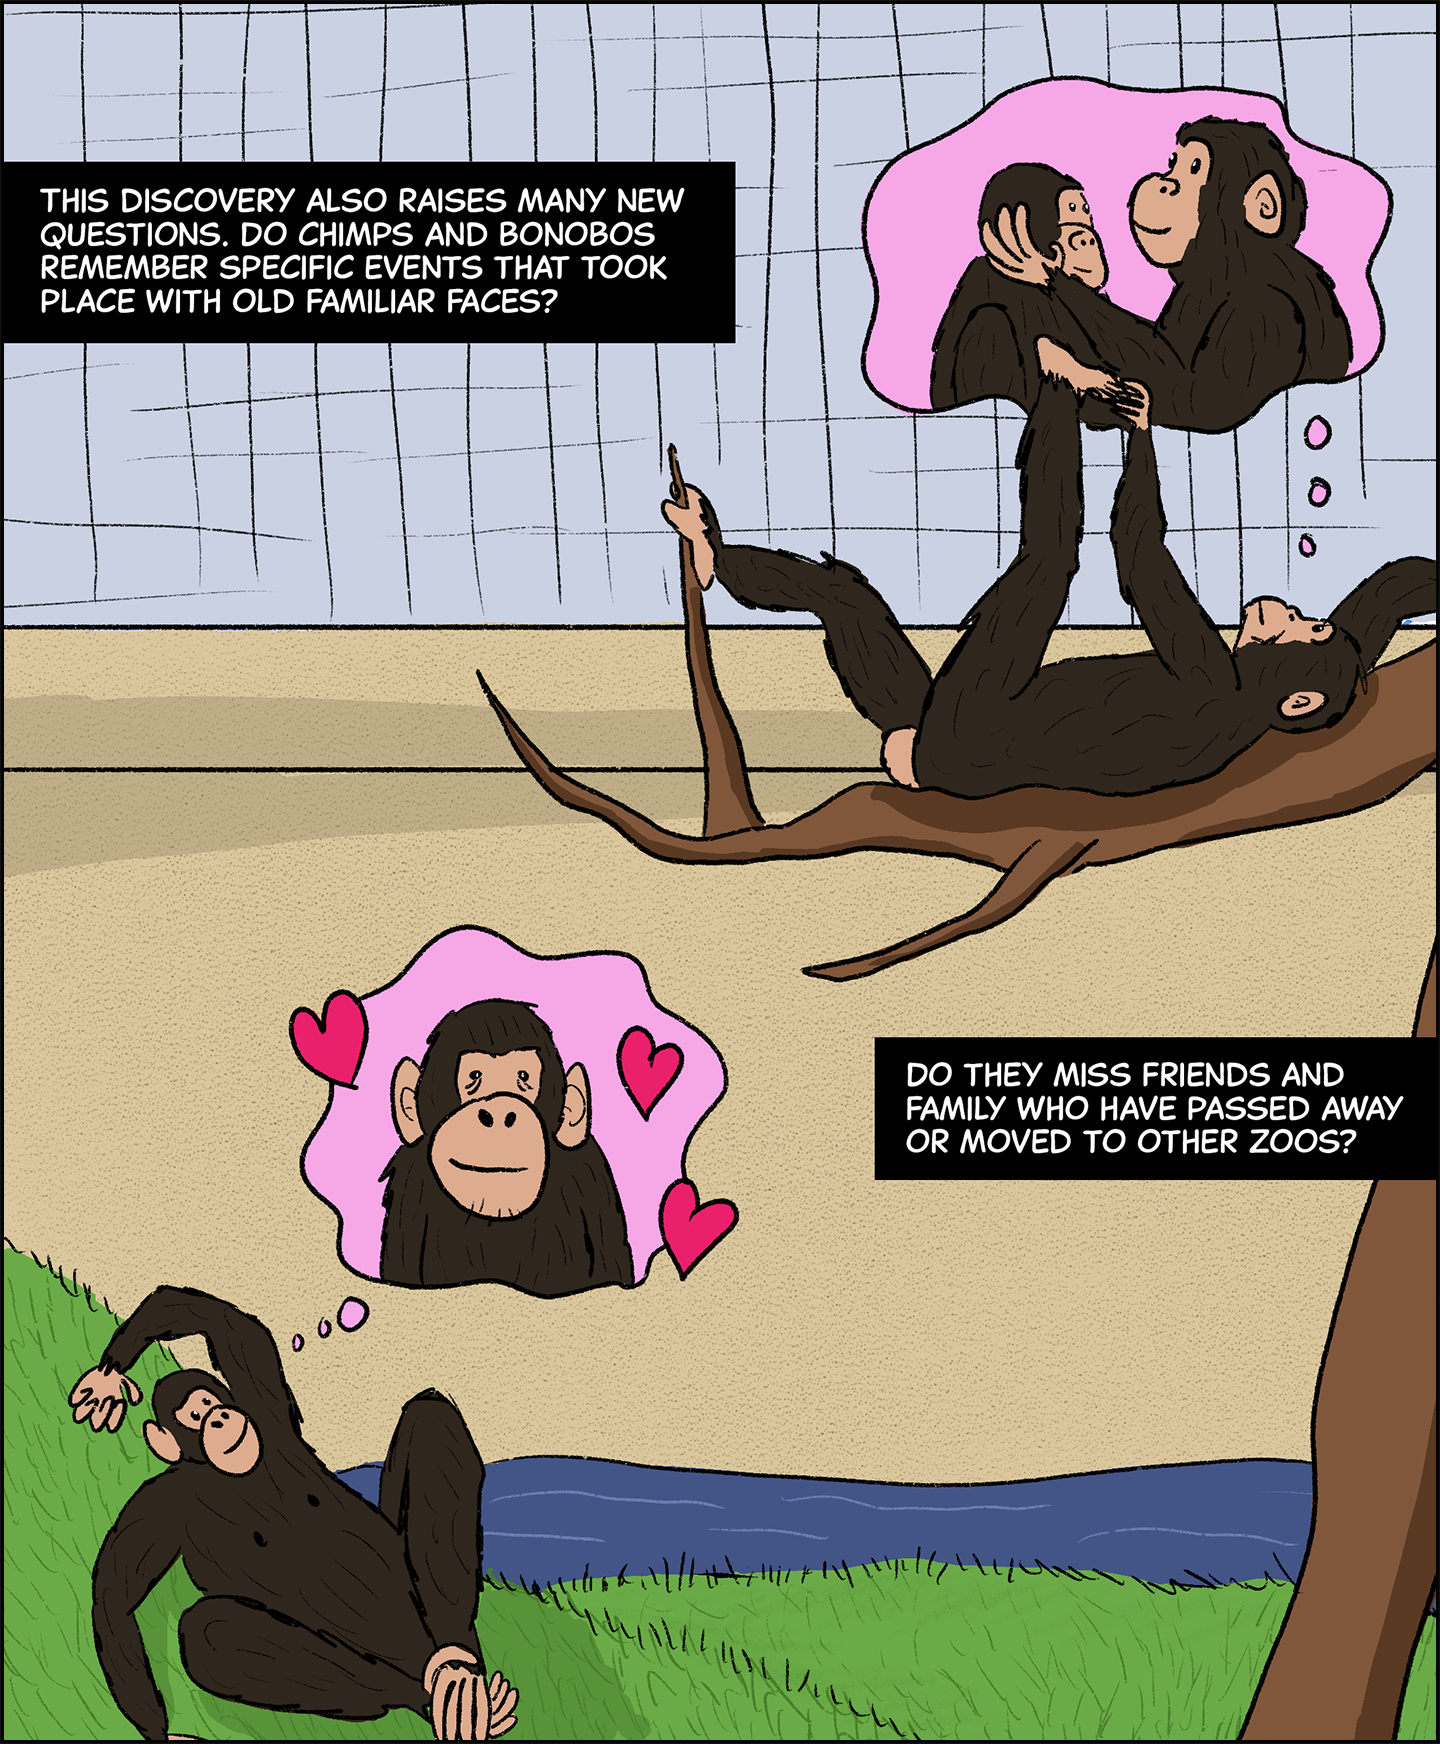 THIS DISCOVERY ALSO RAISES MANY NEW
QUESTIONS. DO CHIMPS AND BONOBOS
REMEMBER SPECIFIC EVENTS THAT TOOK
PLACE WITH OLD FAMILIAR FACES?
DO THEY MISS FRIENDS AND
FAMILY WHO HAVE PASSED AWAY
OR MOVED TO OTHER ZOOS?